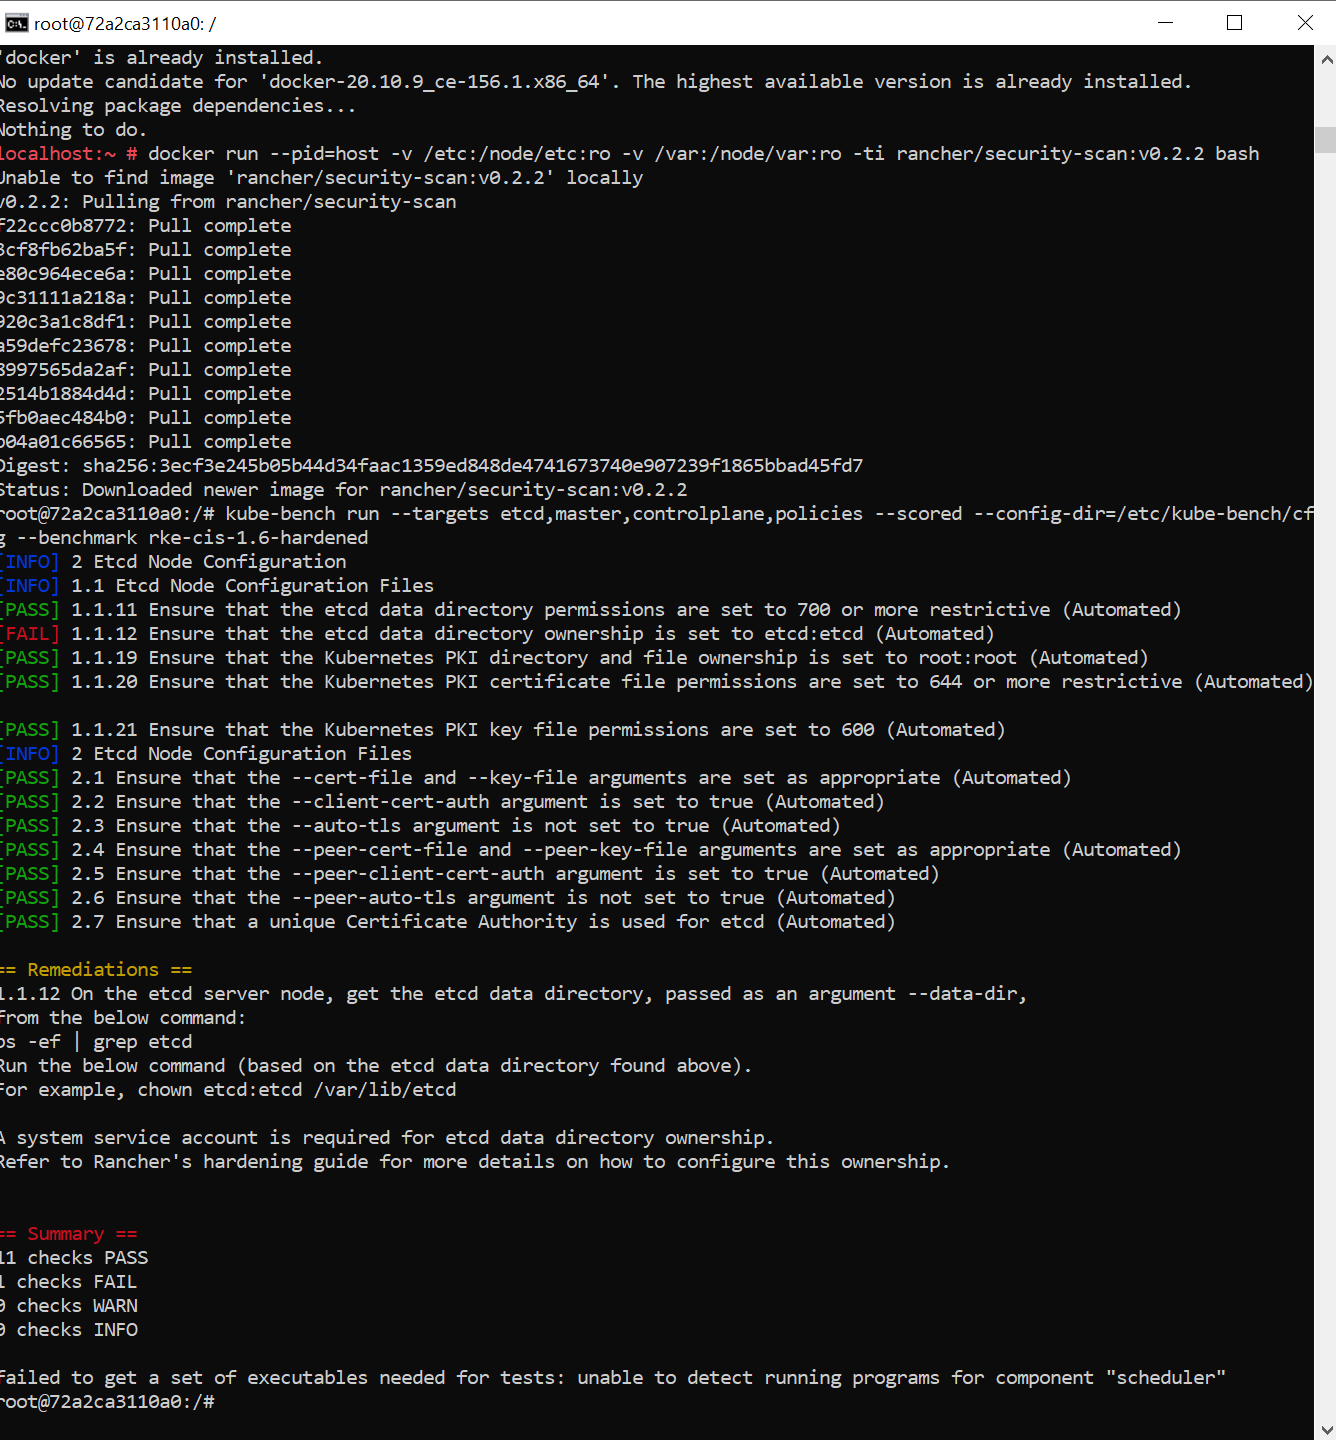 root@72a2ca3110a0: /
'docker' is already installed.
No update candidate for 'docker-20.10.9_ce-156.1.x86_64'. The highest available version is already installed.
Resolving package dependencies...
Nothing to do.
localhost:~ # docker run --pid=host -v /etc:/node/etc:ro -v /var:/node/var:ro -ti rancher/security-scan:v0.2.2 bash
Unable to find image 'rancher/security-scan:v0.2.2' locally
v0.2.2: Pulling from rancher/security-scan
f22ccc0b8772: Pull complete
3cf8fb62ba5f: Pull complete
e80c964ece6a: Pull complete
9c31111a218a: Pull complete
920c3a1c8df1: Pull complete
a59defc23678: Pull complete
8997565da2af: Pull complete
2514b1884d4d: Pull complete
5fb0aec484b0: Pull complete
b04a01c66565: Pull complete
Digest: sha256:3ecf3e245b05b44d34faac1359ed848de4741673740e907239f1865bbad45fd7
Status: Downloaded newer image for rancher/security-scan:v0.2.2
root@72a2ca3110a0:/# kube-bench run --targets etcd,master,controlplane,policies --scored --config-dir=/etc/kube-bench/cf
g --benchmark rke-cis-1.6-hardened
[INFO] 2 Etcd Node Configuration
[INFO] 1.1 Etcd Node Configuration Files
[PASS] 1.1.11 Ensure that the etcd data directory permissions are set to 700 or more restrictive (Automated)
[FAIL] 1.1.12 Ensure that the etcd data directory ownership is set to etcd:etcd (Automated)
[PASS] 1.1.19 Ensure that the Kubernetes PKI directory and file ownership is set to root:root (Automated)
[PASS] 1.1.20 Ensure that the Kubernetes PKI certificate file permissions are set to 644 or more restrictive (Automated)
[PASS] 1.1.21 Ensure that the Kubernetes PKI key file permissions are set to 600 (Automated)
[INFO] 2 Etcd Node Configuration Files
[PASS] 2.1 Ensure that the --cert-file and --key-file arguments are set as appropriate (Automated)
[PASS] 2.2 Ensure that the --client-cert-auth argument is set to true (Automated)
[PASS] 2.3 Ensure that the --auto-tls argument is not set to true (Automated)
[PASS] 2.4 Ensure that the --peer-cert-file and --peer-key-file arguments are set as appropriate (Automated)
[PASS] 2.5 Ensure that the --peer-client-cert-auth argument is set to true (Automated)
[PASS] 2.6 Ensure that the --peer-auto-tls argument is not set to true (Automated)
[PASS] 2.7 Ensure that a unique Certificate Authority is used for etcd (Automated)
== Remediations ==
1.1.12 On the etcd server node, get the etcd data directory, passed as an argument --data-dir,
from the below command:
ps -ef | grep etcd
Run the below command (based on the etcd data directory found above).
For example, chown etcd:etcd /var/lib/etcd
A system service account is required for etcd data directory ownership.
Refer to Rancher's hardening guide for more details on how to configure this ownership.
== Summary ==
11 checks PASS
1 checks FAIL
0 checks WARN
0 checks INFO
failed to get a set of executables needed for tests: unable to detect running programs for component "scheduler"
root@72a2ca3110a0:/#